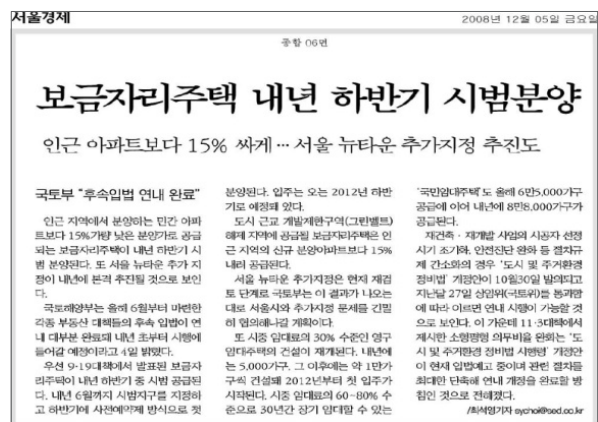 서울경제
2008년 12월 05일 금요일
종합 06면
보금자리주택 내년 하반기 시범분양
인근 아파트보다 15% 싸게… 서울 뉴타운 추가지정 추진도
국토부 “후속입법 연내 완료”
인근 지역에서 분양하는 민간 아파
트보다 15%가량 낮은 분양가로 공급
되는 보금자리주택이 내년 하반기 시
범 분양된다. 또 서울 뉴타운 추가 지
정이 내년에 본격 추진될 것으로 보인
다.
국토해양부는 올해 6월부터 마련한
각종 부동산 대책들의 후속 입법이 연
내 대부분 완료돼 내년 초부터 시행에
들어갈 예정이라고 4일 밝혔다.
우선 9·19대책에서 발표된 보금자
리주택이 내년 하반기 중 시범 공급된
다. 내년 6월까지 시범지구를 지정하
고 하반기에 사전예약제 방식으로 첫
분양된다. 입주는 오는 2012년 하반
기로 예정돼 있다.
도시 근교 개발제한구역(그린벨트)
해제 지역에 공급될 보금자리주택은 인
근 지역의 신규 분양아파트보다 15%
내려 공급된다.
서울 뉴타운 추가지정은 현재 재검
토 단계로 국토부는 이 결과가 나오는
대로 서울시와 추가지정 문제를 긴밀
히 협의해나갈 계획이다.
또 시중 임대료의 30% 수준인 영구
임대주택의 건설이 재개된다. 내년에
는 5,000가구, 그 이후에는 약 1만가
구씩 건설돼 2012년부터 첫 입주가
시작된다. 시중 임대료의 60~80% 수
준으로 30년간 장기 임대할 수 있는
‘국민임대주택’도 올해 6만5,000가구
공급에 이어 내년에 8만8,000가구가
공급된다.
재건축·재개발 사업의 시공자 선정
시기 조기화, 안전진단 완화 등 절차규
제 간소화의 경우 ‘도시 및 주거환경
정비법’ 개정안이 10월30일 발의되고
지난달 27일 상임위(국토위)를 통과함
에 따라 이르면 연내 시행이 가능할 것
으로 보인다. 이 가운데 11·3대책에서
제시한 소형평형 의무비율 완화는 ‘도
시 및 주거환경 정비법 시행령’ 개정안
이 현재 입법예고 중이며 관련 절차를
최대한 단축해 연내 개정을 완료할 방
침인 것으로 전해졌다.
/최석영기자 sychoi@sed.co.kr